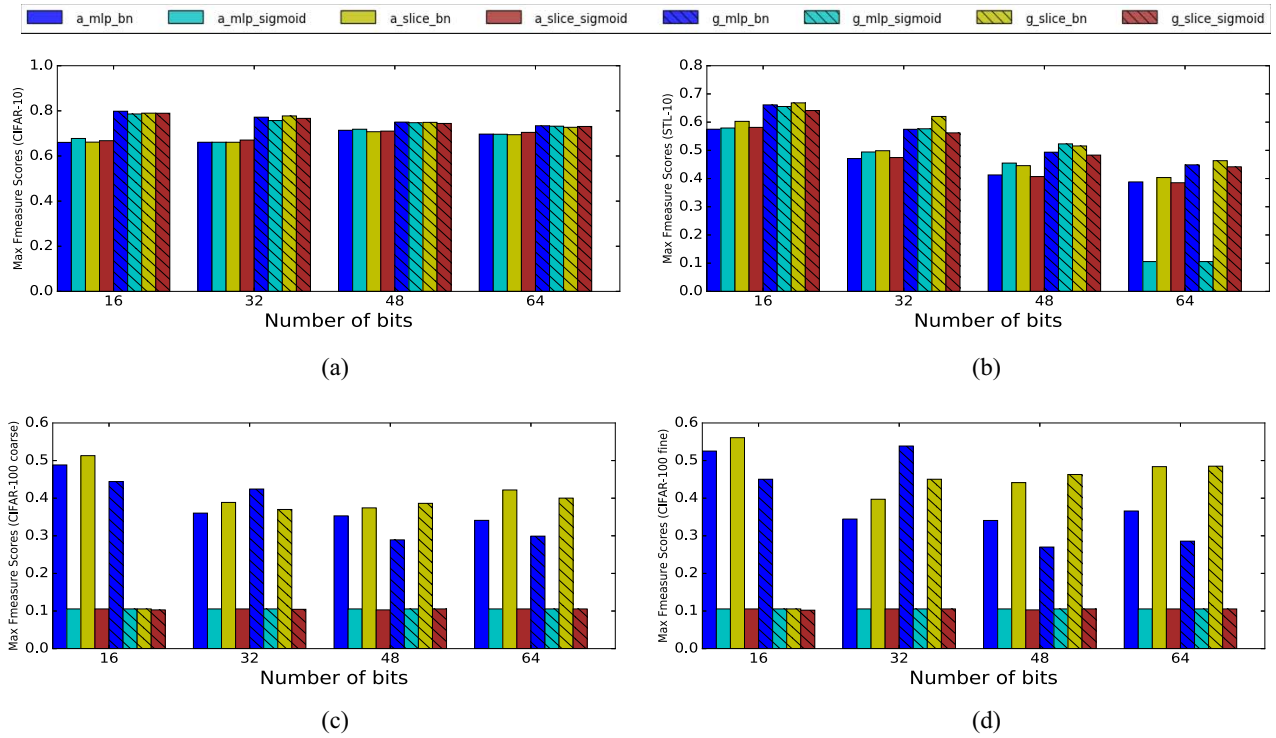 a_mlp_bn a_mlp_sigmoid a_slice_bn a_slice_sigmoid g_mlp_bn g_mlp_sigmoid g_slice_bn g_slice_sigmoid
Max Fmeasure Scores (CIFAR-10)
1.0
0.8
0.6
0.4
0.2
0.0
16 32 48 64
Number of bits
(a)
Max Fmeasure Scores (STL-10)
0.8
0.7
0.6
0.5
0.4
0.3
0.2
0.1
0.0
16 32 48 64
Number of bits
(b)
Max Fmeasure Scores (CIFAR-100 coarse)
0.6
0.5
0.4
0.3
0.2
0.1
0.0
16 32 48 64
Number of bits
(c)
Max Fmeasure Scores (CIFAR-100 fine)
0.6
0.5
0.4
0.3
0.2
0.1
0.0
16 32 48 64
Number of bits
(d)